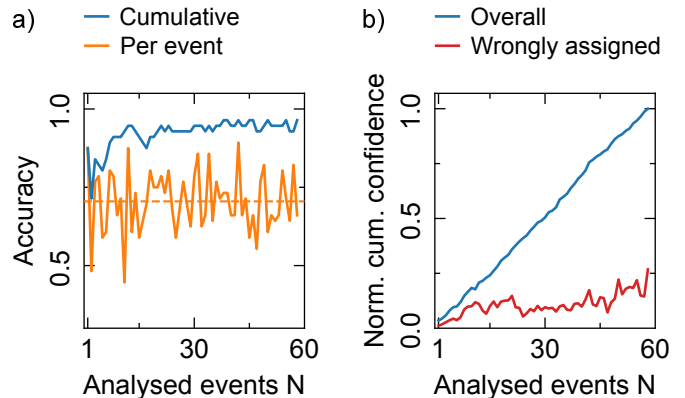 a)
Cumulative
Per event
Accuracy
1.0
0.5
1
30
60
Analysed events N
b)
Overall
Wrongly assigned
Norm. cum. confidence
1.0
0.5
0.0
1
30
60
Analysed events N